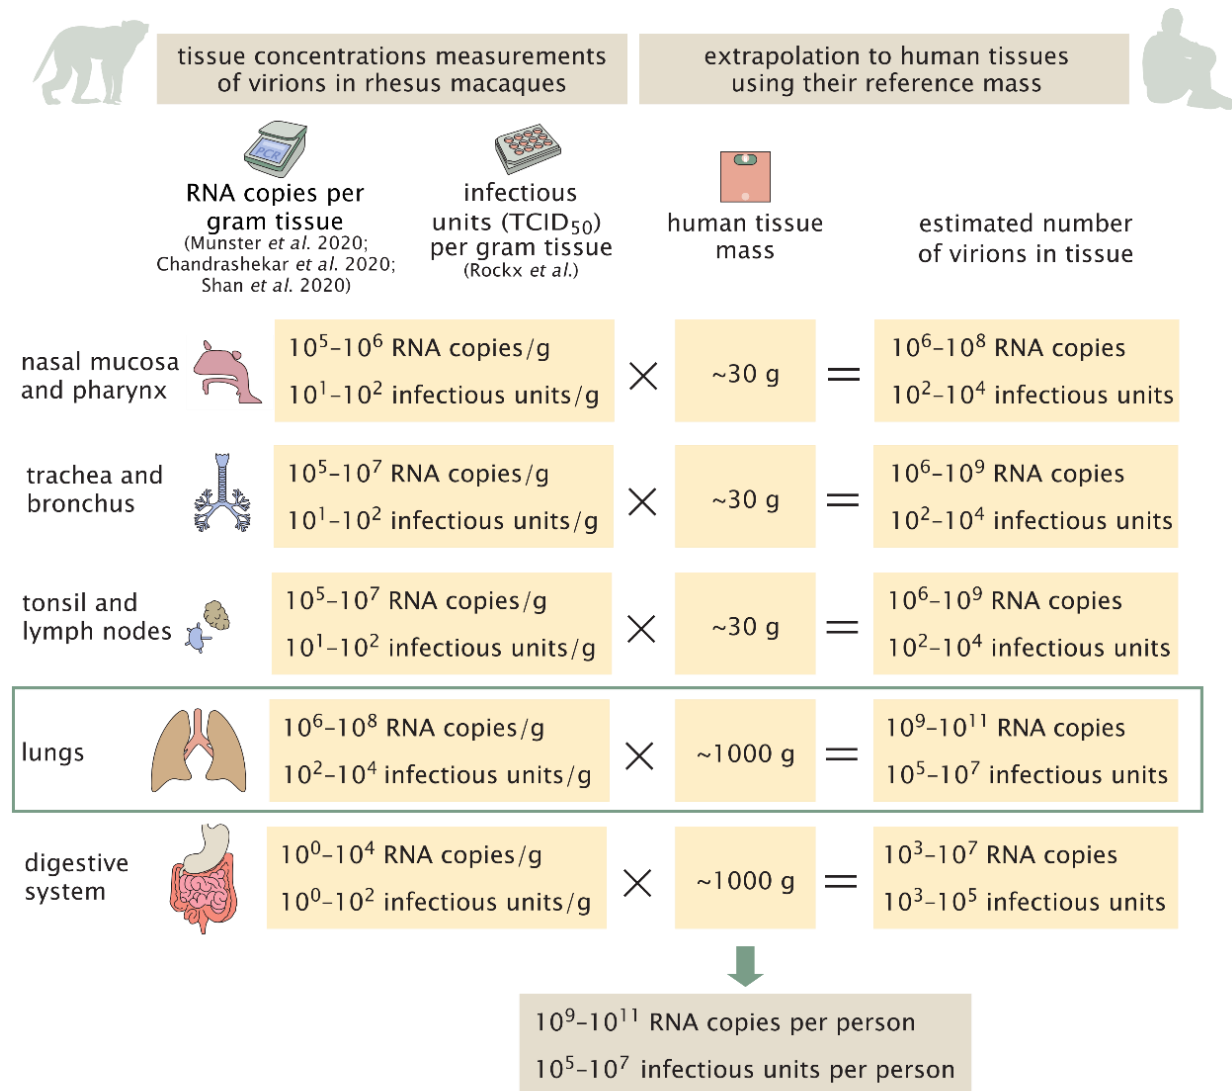 tissue concentrations measurements
of virions in rhesus macaques
extrapolation to human tissues
using their reference mass
PCR
RNA copies per
gram tissue
(Munster et al. 2020;
Chandrashekar et al. 2020;
Shan et al. 2020)
infectious
units (TCID₅₀)
per gram tissue
(Rockx et al.)
human tissue
mass
estimated number
of virions in tissue
nasal mucosa
and pharynx
10⁵–10⁶ RNA copies/g
10¹–10² infectious units/g
×
~30 g
=
10⁶–10⁸ RNA copies
10²–10⁴ infectious units
trachea and
bronchus
10⁵–10⁷ RNA copies/g
10¹–10² infectious units/g
×
~30 g
=
10⁶–10⁹ RNA copies
10²–10⁴ infectious units
tonsil and
lymph nodes
10⁵–10⁷ RNA copies/g
10¹–10² infectious units/g
×
~30 g
=
10⁶–10⁹ RNA copies
10²–10⁴ infectious units
lungs
10⁶–10⁸ RNA copies/g
10²–10⁴ infectious units/g
×
~1000 g
=
10⁹–10¹¹ RNA copies
10⁵–10⁷ infectious units
digestive
system
10⁰–10⁴ RNA copies/g
10⁰–10² infectious units/g
×
~1000 g
=
10³–10⁷ RNA copies
10³–10⁵ infectious units
10⁹–10¹¹ RNA copies per person
10⁵–10⁷ infectious units per person